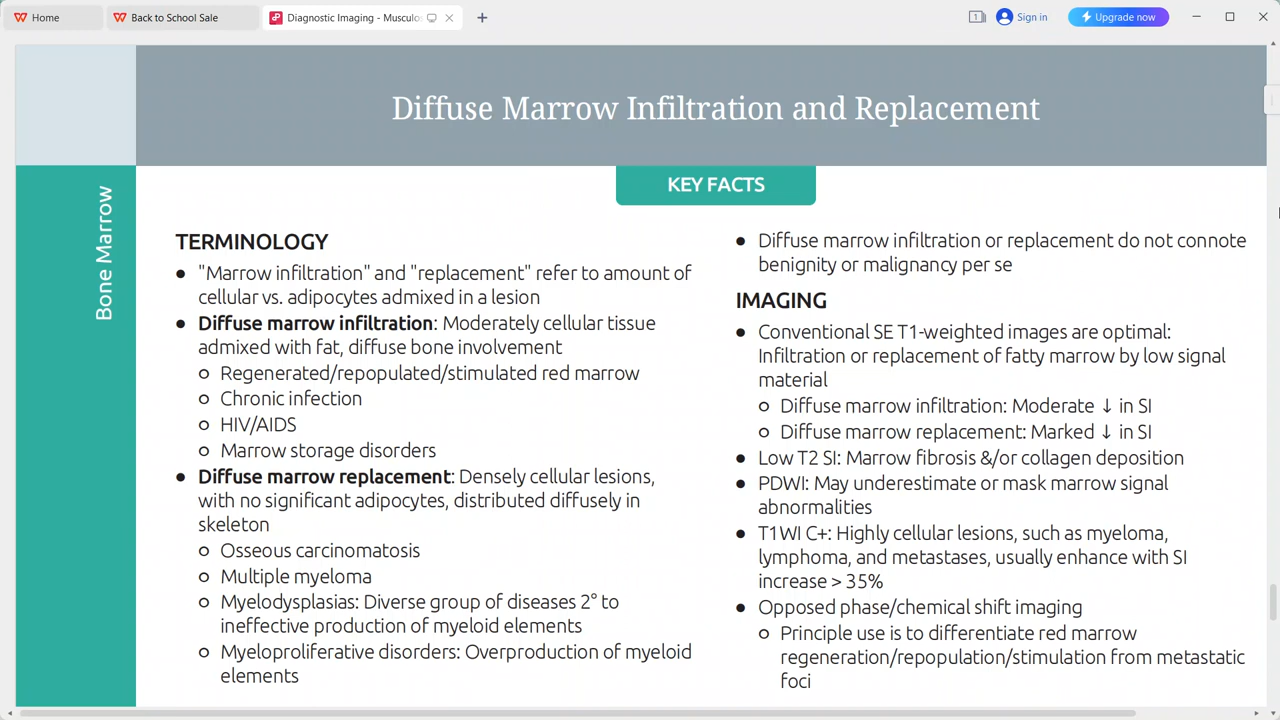 Home
Back to School Sale
Diagnostic Imaging - Musculos
1
Sign in
Upgrade now
Diffuse Marrow Infiltration and Replacement
Bone Marrow
KEY FACTS
TERMINOLOGY
● "Marrow infiltration" and "replacement" refer to amount of
cellular vs. adipocytes admixed in a lesion
● Diffuse marrow infiltration: Moderately cellular tissue
admixed with fat, diffuse bone involvement
○ Regenerated/repopulated/stimulated red marrow
○ Chronic infection
○ HIV/AIDS
○ Marrow storage disorders
● Diffuse marrow replacement: Densely cellular lesions,
with no significant adipocytes, distributed diffusely in
skeleton
○ Osseous carcinomatosis
○ Multiple myeloma
○ Myelodysplasias: Diverse group of diseases 2° to
ineffective production of myeloid elements
○ Myeloproliferative disorders: Overproduction of myeloid
elements
● Diffuse marrow infiltration or replacement do not connote
benignity or malignancy per se
IMAGING
● Conventional SE T1-weighted images are optimal:
Infiltration or replacement of fatty marrow by low signal
material
○ Diffuse marrow infiltration: Moderate ↓ in SI
○ Diffuse marrow replacement: Marked ↓ in SI
● Low T2 SI: Marrow fibrosis &/or collagen deposition
● PDWI: May underestimate or mask marrow signal
abnormalities
● T1WI C+: Highly cellular lesions, such as myeloma,
lymphoma, and metastases, usually enhance with SI
increase > 35%
● Opposed phase/chemical shift imaging
○ Principle use is to differentiate red marrow
regeneration/repopulation/stimulation from metastatic
foci